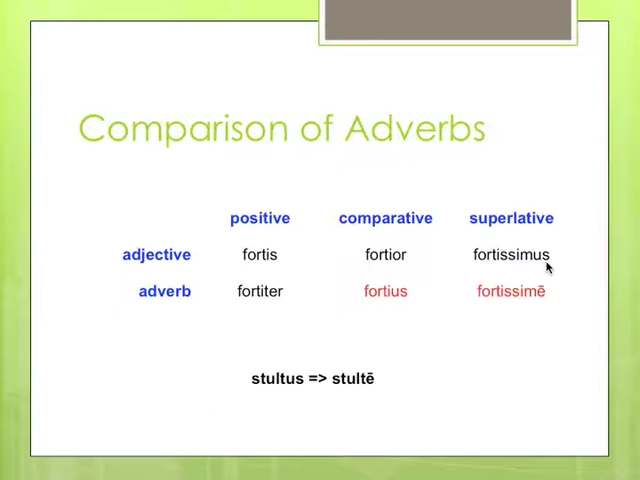 Comparison of Adverbs
positive comparative superlative
adjective fortis fortior fortissimus
adverb fortiter fortius fortissimē
stultus => stultē